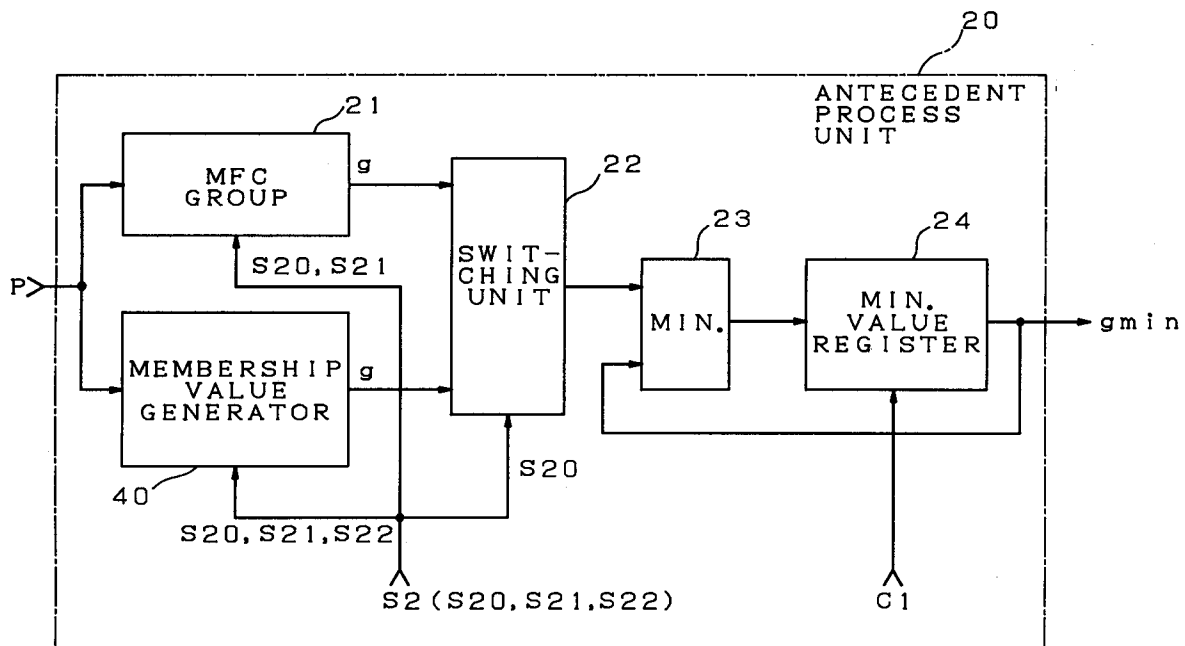 20
ANTECEDENT
PROCESS
UNIT
21
MFC
GROUP
g
22
SWIT-
CHING
UNIT
S20, S21
23
MIN.
24
MIN.
VALUE
REGISTER
P
gmin
MEMBERSHIP
VALUE
GENERATOR
g
40
S20
S20, S21, S22
S2 (S20, S21, S22)
C1